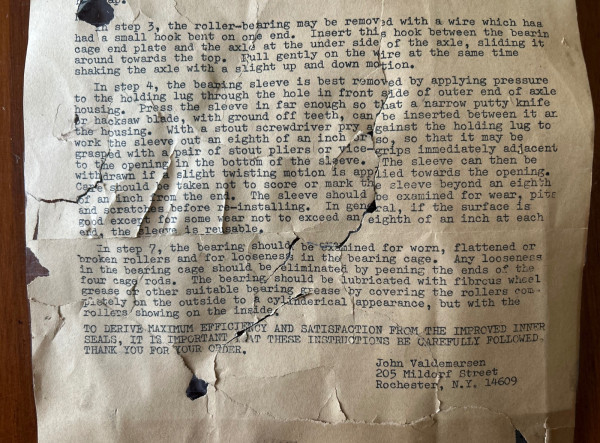 In step 3, the roller-bearing may be removed with a wire which has
had a small hook bent on one end. Insert this hook between the bearin
cage end plate and the axle at the under side of the axle, sliding it
around towards the top. Pull gently on the wire at the same time
shaking the axle with a slight up and down motion.
In step 4, the bearing sleeve is best removed by applying pressure
to the holding lug through the hole in front side of outer end of axle
housing. Press the sleeve in far enough so that a narrow putty knife
or hacksaw blade, with ground off teeth, can be inserted between it an
the housing. With a stout screwdriver pry against the holding lug to
work the sleeve out an eighth of an inch or so, so that it may be
grasped with a pair of stout pliers or vice-grips immediately adjacent
to the opening in the bottom of the sleeve. The sleeve can then be
withdrawn if a slight twisting motion is applied towards the opening.
Care should be taken not to score or mark the sleeve beyond an eighth
of an inch from the end. The sleeve should be examined for wear, pits
and scratches before re-installing. In general, if the surface is
good except for some wear not to exceed an eighth of an inch at each
end, the sleeve is reusable.
In step 7, the bearing should be examined for worn, flattened or
broken rollers and for looseness in the bearing cage. Any looseness
in the bearing cage should be eliminated by peening the ends of the
four cage rods. The bearing should be lubricated with fibrous wheel
grease or other suitable bearing grease by covering the rollers com-
pletely on the outside to a cylinderical appearance, but with the
rollers showing on the inside.
TO DERIVE MAXIMUM EFFICIENCY AND SATISFACTION FROM THE IMPROVED INNER
SEALS, IT IS IMPORTANT THAT THESE INSTRUCTIONS BE CAREFULLY FOLLOWED.
THANK YOU FOR YOUR ORDER.
John Valdemarsen
205 Mildorf Street
Rochester, N.Y. 14609